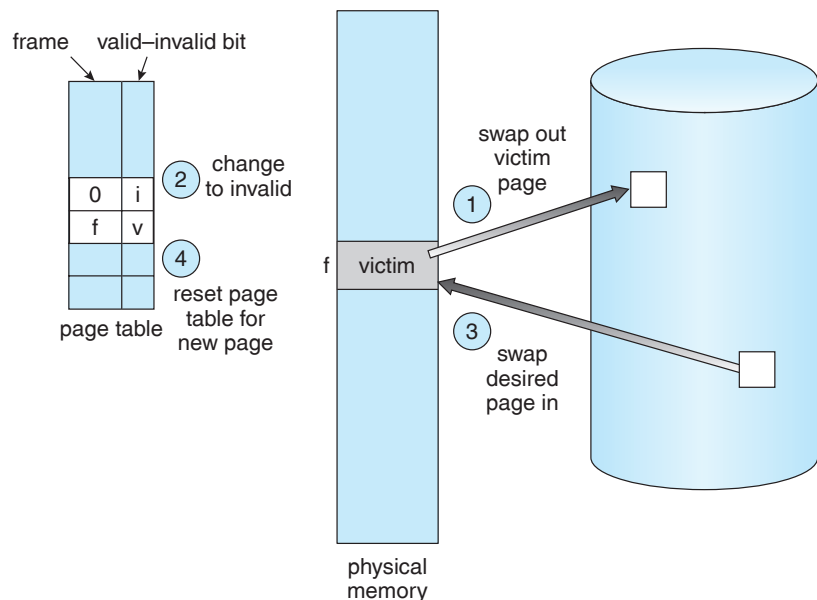 frame
valid–invalid bit
2
change
to invalid
0 i
f v
4
reset page
table for
new page
page table
f
victim
physical
memory
swap out
victim
page
1
3
swap
desired
page in